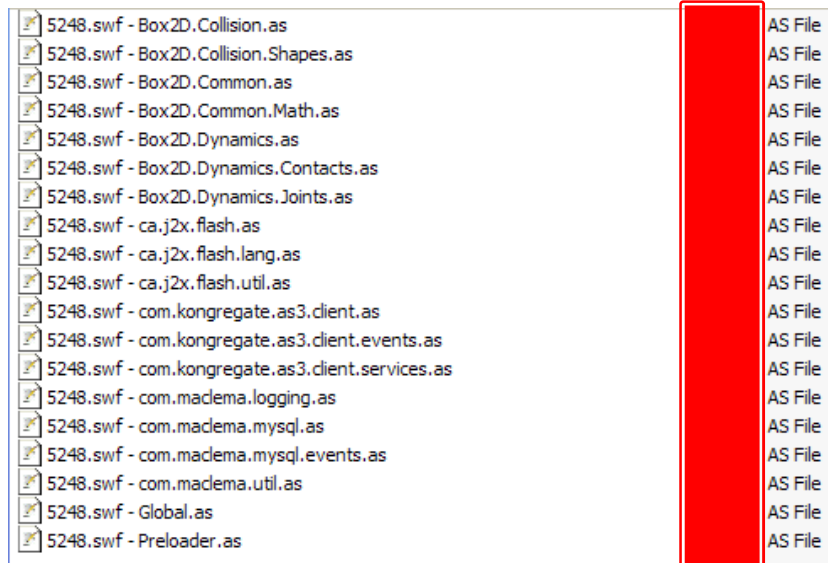 5248.swf - Box2D.Collision.as AS File
5248.swf - Box2D.Collision.Shapes.as AS File
5248.swf - Box2D.Common.as AS File
5248.swf - Box2D.Common.Math.as AS File
5248.swf - Box2D.Dynamics.as AS File
5248.swf - Box2D.Dynamics.Contacts.as AS File
5248.swf - Box2D.Dynamics.Joints.as AS File
5248.swf - ca.j2x.flash.as AS File
5248.swf - ca.j2x.flash.lang.as AS File
5248.swf - ca.j2x.flash.util.as AS File
5248.swf - com.kongregate.as3.client.as AS File
5248.swf - com.kongregate.as3.client.events.as AS File
5248.swf - com.kongregate.as3.client.services.as AS File
5248.swf - com.maclema.logging.as AS File
5248.swf - com.maclema.mysql.as AS File
5248.swf - com.maclema.mysql.events.as AS File
5248.swf - com.maclema.util.as AS File
5248.swf - Global.as AS File
5248.swf - Preloader.as AS File